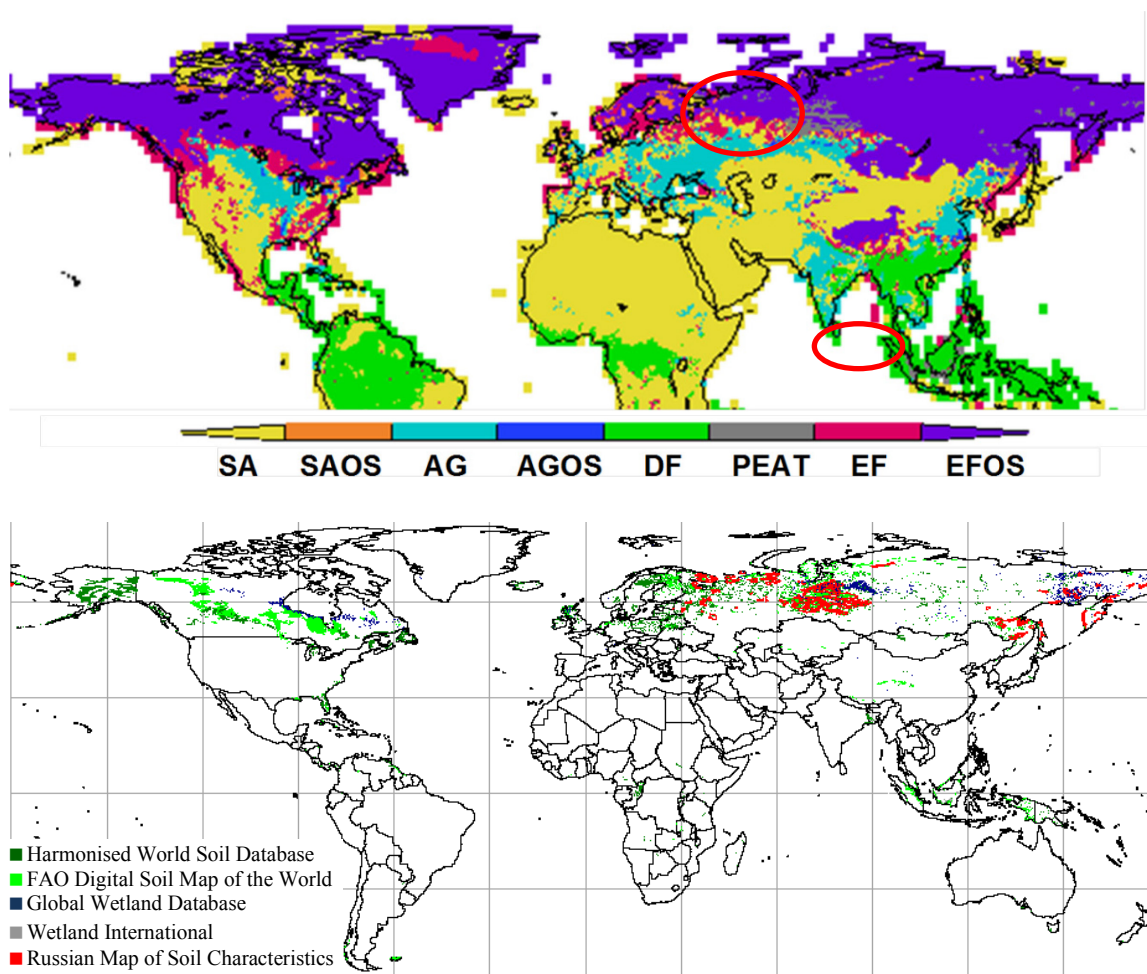 SA SAOS AG AGOS DF PEAT EF EFOS
Harmonised World Soil Database
FAO Digital Soil Map of the World
Global Wetland Database
Wetland International
Russian Map of Soil Characteristics